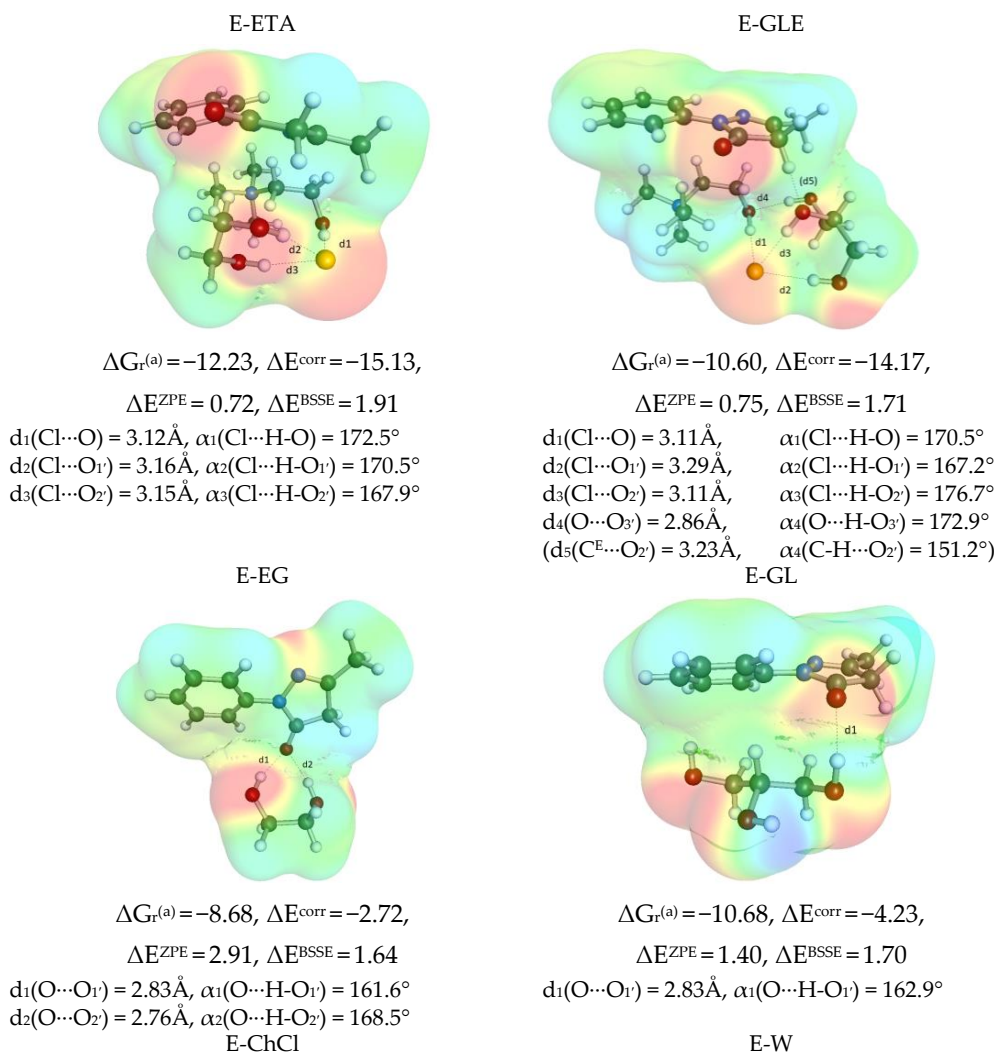 E-ETA
E-GLE
d1
d2
d3
(d5)
d4
d1
d3
d2
ΔGr(a) = −12.23, ΔEcorr = −15.13,
ΔEZPE = 0.72, ΔEBSSE = 1.91
d1(Cl···O) = 3.12Å, α1(Cl···H-O) = 172.5°
d2(Cl···O1′) = 3.16Å, α2(Cl···H-O1′) = 170.5°
d3(Cl···O2′) = 3.15Å, α3(Cl···H-O2′) = 167.9°
ΔGr(a) = −10.60, ΔEcorr = −14.17,
ΔEZPE = 0.75, ΔEBSSE = 1.71
d1(Cl···O) = 3.11Å, α1(Cl···H-O) = 170.5°
d2(Cl···O1′) = 3.29Å, α2(Cl···H-O1′) = 167.2°
d3(Cl···O2′) = 3.11Å, α3(Cl···H-O2′) = 176.7°
d4(O···O3′) = 2.86Å, α4(O···H-O3′) = 172.9°
(d5(CE···O2′) = 3.23Å, α4(C-H···O2′) = 151.2°)
E-EG
E-GL
d1
d2
d1
ΔGr(a) = −8.68, ΔEcorr = −2.72,
ΔEZPE = 2.91, ΔEBSSE = 1.64
d1(O···O1′) = 2.83Å, α1(O···H-O1′) = 161.6°
d2(O···O2′) = 2.76Å, α2(O···H-O2′) = 168.5°
ΔGr(a) = −10.68, ΔEcorr = −4.23,
ΔEZPE = 1.40, ΔEBSSE = 1.70
d1(O···O1′) = 2.83Å, α1(O···H-O1′) = 162.9°
E-ChCl
E-W